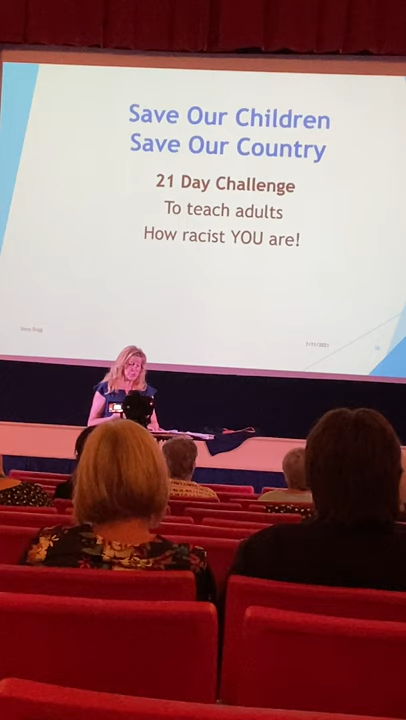 Save Our Children
Save Our Country
21 Day Challenge
To teach adults
How racist YOU are!